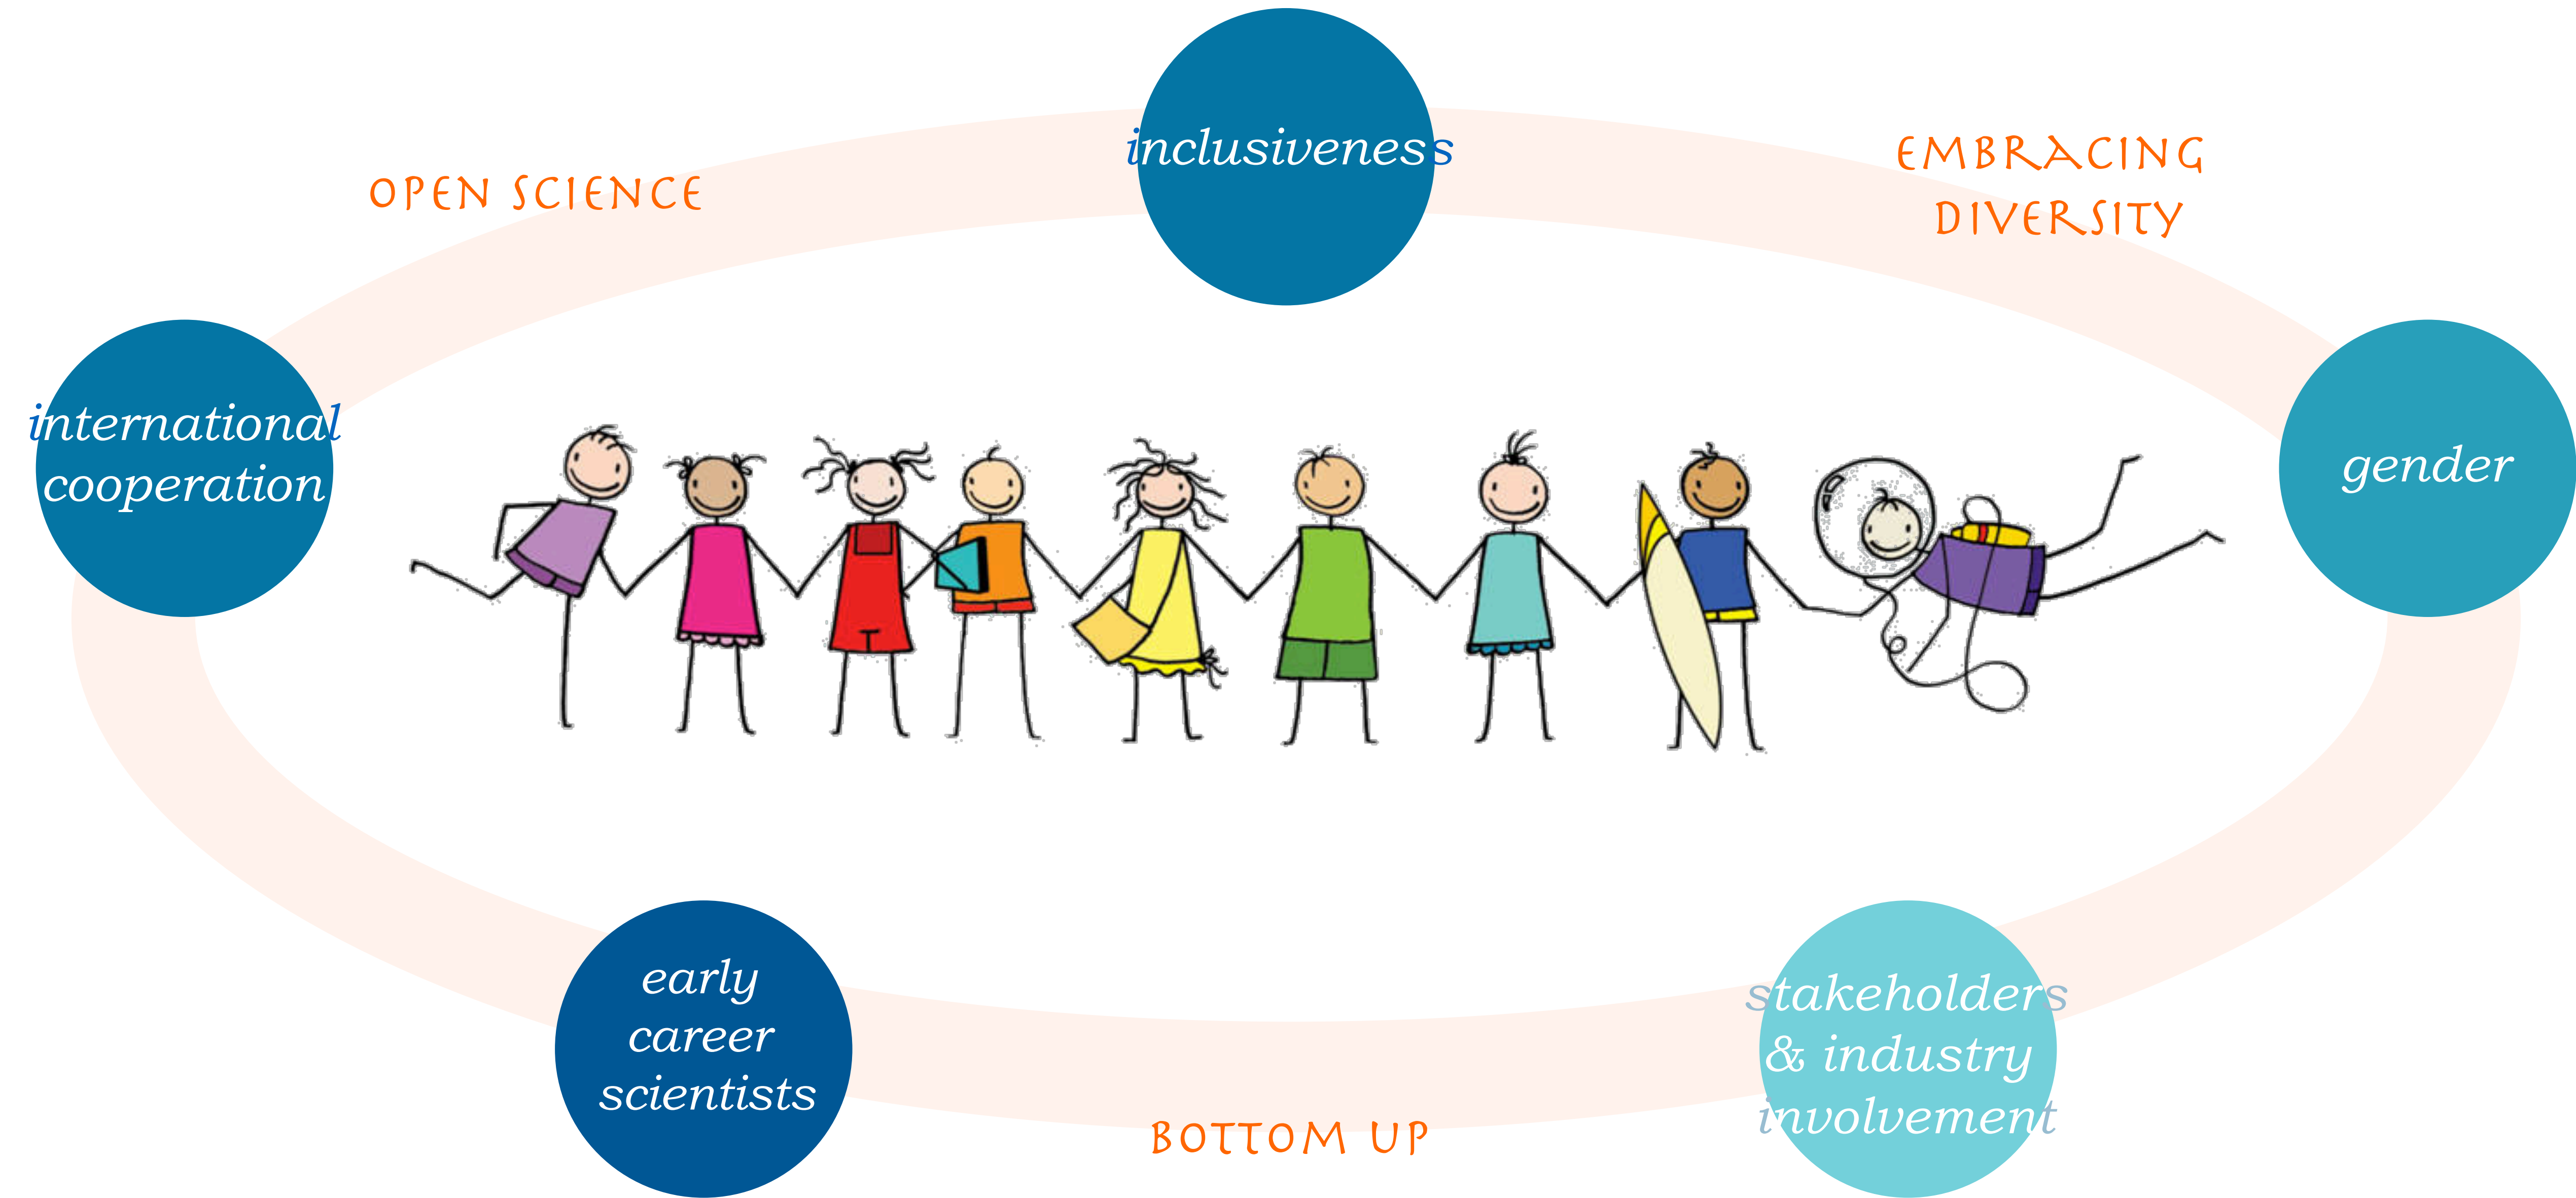 inclusiveness
EMBRACING
DIVERSITY
OPEN SCIENCE
international
cooperation
gender
early
career
scientists
stakeholders
& industry
involvement
BOTTOM UP